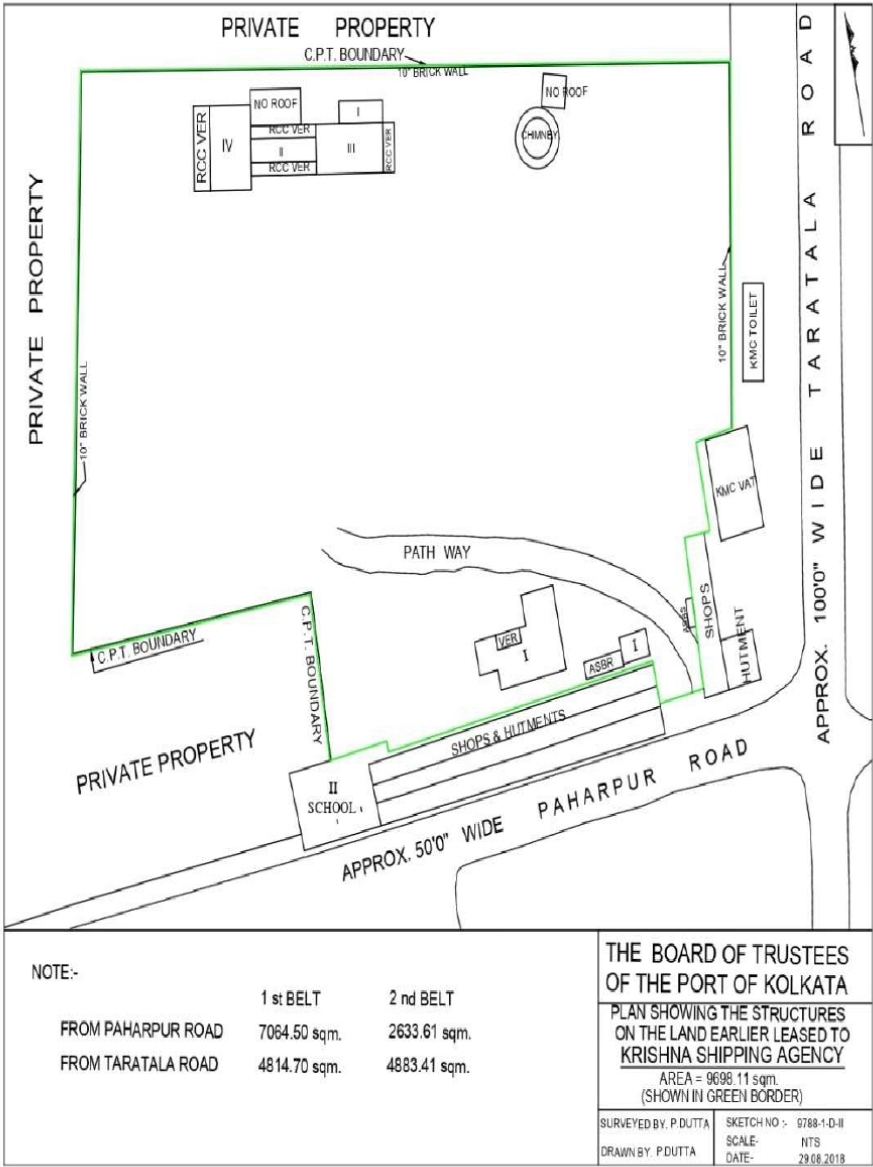 PRIVATE PROPERTY
C.P.T. BOUNDARY
10" BRICK WALL
NO ROOF
I
RCC VER
IV
RCC VER
II
III
RCC VER
RCC VER
NO ROOF
CHIMNEY
PRIVATE PROPERTY
10" BRICK WALL
10" BRICK WALL
KMC TOILET
APPROX. 100'0" WIDE TARATALA ROAD
KMC VAT
PATH WAY
SHOPS
HUTMENT
C.P.T. BOUNDARY
C.P.T. BOUNDARY
VER
I
ASBR
I
SHOPS & HUTMENTS
PRIVATE PROPERTY
II
SCHOOL
APPROX. 50'0" WIDE PAHARPUR ROAD
NOTE:-
1 st BELT 2 nd BELT
FROM PAHARPUR ROAD 7064.50 sqm. 2633.61 sqm.
FROM TARATALA ROAD 4814.70 sqm. 4883.41 sqm.
THE BOARD OF TRUSTEES
OF THE PORT OF KOLKATA
PLAN SHOWING THE STRUCTURES
ON THE LAND EARLIER LEASED TO
KRISHNA SHIPPING AGENCY
AREA = 9698.11 sqm.
(SHOWN IN GREEN BORDER)
SURVEYED BY. P.DUTTA
DRAWN BY. P.DUTTA
SKETCH NO :- 9788-1-D-II
SCALE- NTS
DATE- 29.08.2018